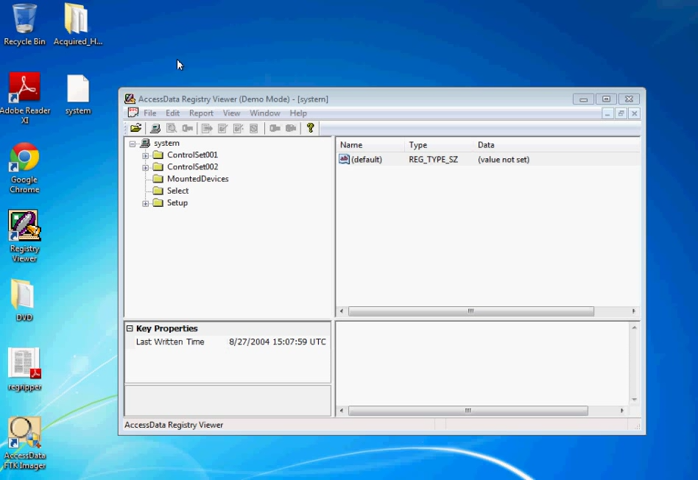 Recycle Bin
Acquired_H...
Adobe Reader
XI
system
Google
Chrome
Registry
Viewer
DVD
regripper
AccessData
FTK Imager
AccessData Registry Viewer (Demo Mode) - [system]
File Edit Report View Window Help
system
ControlSet001
ControlSet002
MountedDevices
Select
Setup
Name Type Data
(default) REG_TYPE_SZ (value not set)
Key Properties
Last Written Time 8/27/2004 15:07:59 UTC
AccessData Registry Viewer